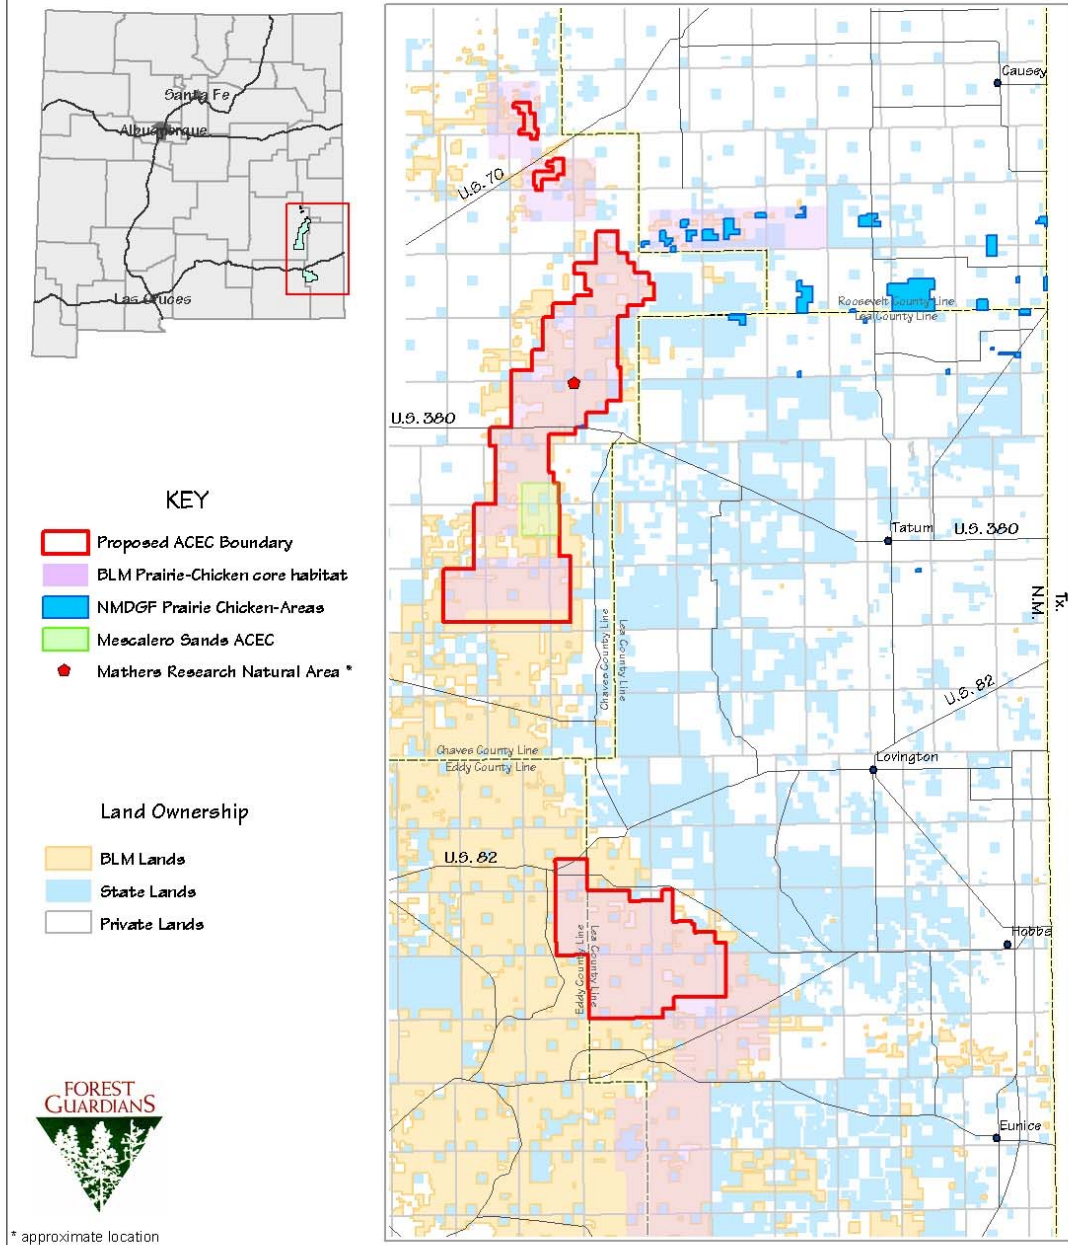 Santa Fe
Albuquerque
Las Cruces
KEY
Proposed ACEC Boundary
BLM Prairie-Chicken core habitat
NMDGF Prairie Chicken-Areas
Mescalero Sands ACEC
Mathers Research Natural Area *
Land Ownership
BLM Lands
State Lands
Private Lands
FOREST
GUARDIANS
* approximate location
Causey
U.S. 70
Roosevelt County Line
Lea County Line
U.S. 380
Tatum
U.S. 380
Tx.
N.M.
Chaves County Line
Lea County Line
U.S. 82
Chaves County Line
Eddy County Line
Lovington
U.S. 82
Eddy County Line
Lea County Line
Hobbs
Eunice